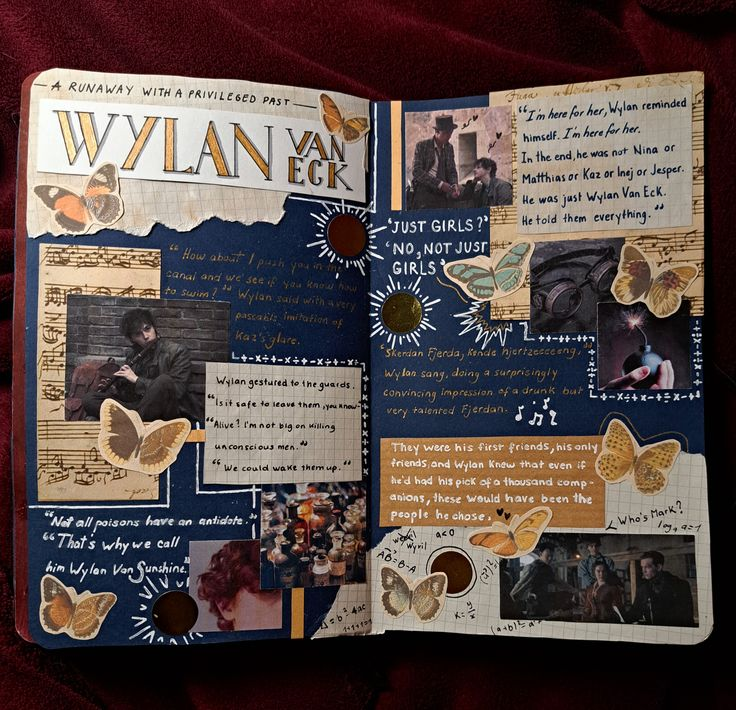 A RUNAWAY WITH A PRIVILEGED PAST
WYLAN VAN ECK
"How about I push you in the
canal and we see if you know how
to swim?" Wylan said with a very
passable imitation of
Kaz's glare.
Wylan gestured to the guards.
"Is it safe to leave them, you know-
"Alive? I'm not big on killing
unconscious men."
"We could wake them up."
"Not all poisons have an antidote."
"That's why we call
him Wylan Van Sunshine."
1+1+1=1
"I'm here for her, Wylan reminded
himself. I'm here for her.
In the end, he was not Nina or
Matthias or Kaz or Inej or Jesper.
He was just Wylan Van Eck.
He told them everything."
'JUST GIRLS?'
'NO, NOT JUST
GIRLS'
"Skerdan Fjerda, Kende Hjertzeeeeeng,"
Wylan sang, doing a surprisingly
convincing impression of a drunk but
very talented Fjerdan.
They were his first friends, his only
friends, and Wylan knew that even if
he'd had his pick of a thousand comp-
anions, these would have been the
people he chose.
Who's Mark?
a<0
wyril
AB=B-A
x=y/x